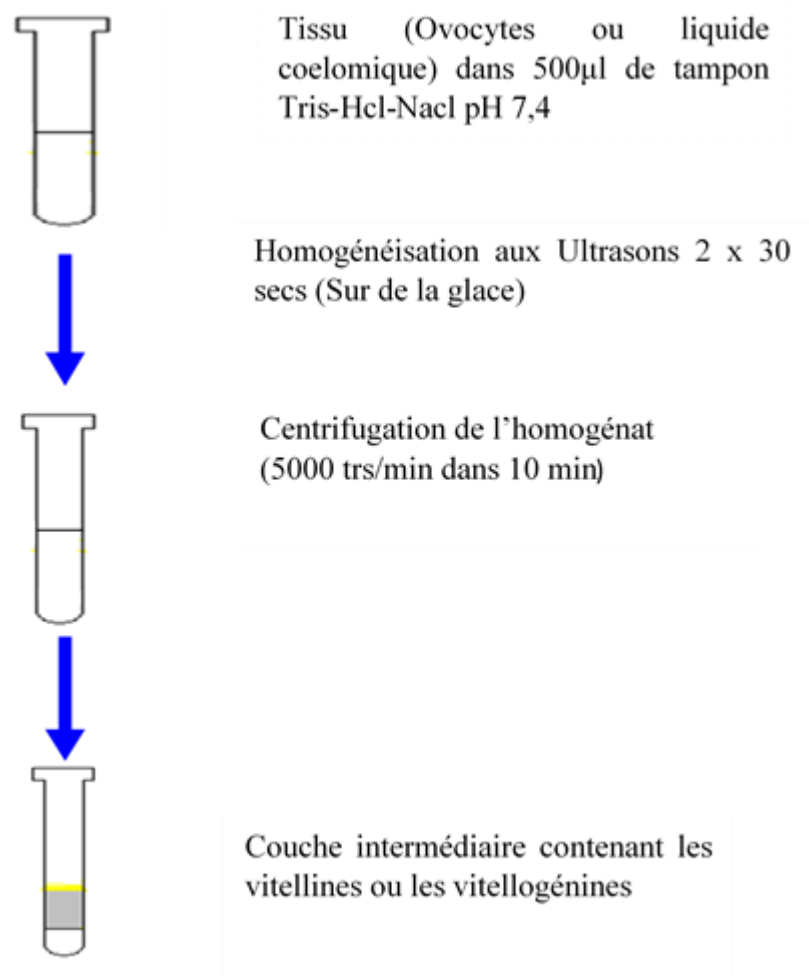 Tissu (Ovocytes ou liquide
coelomique) dans 500µl de tampon
Tris-Hcl-Nacl pH 7,4
Homogénéisation aux Ultrasons 2 x 30
secs (Sur de la glace)
Centrifugation de l’homogénat
(5000 trs/min dans 10 min)
Couche intermédiaire contenant les
vitellines ou les vitellogénines